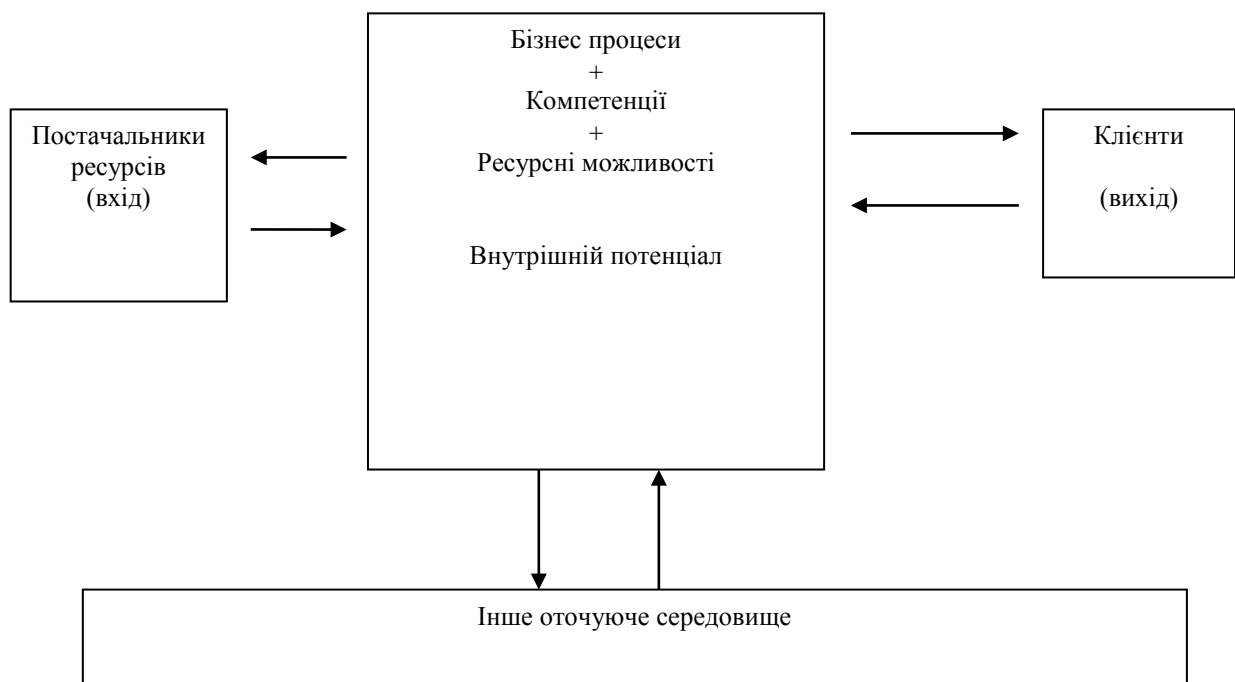 Бізнес процеси
+
Компетенції
+
Ресурсні можливості
Внутрішній потенціал
Постачальники
ресурсів
(вхід)
Клієнти
(вихід)
Інше оточуюче середовище